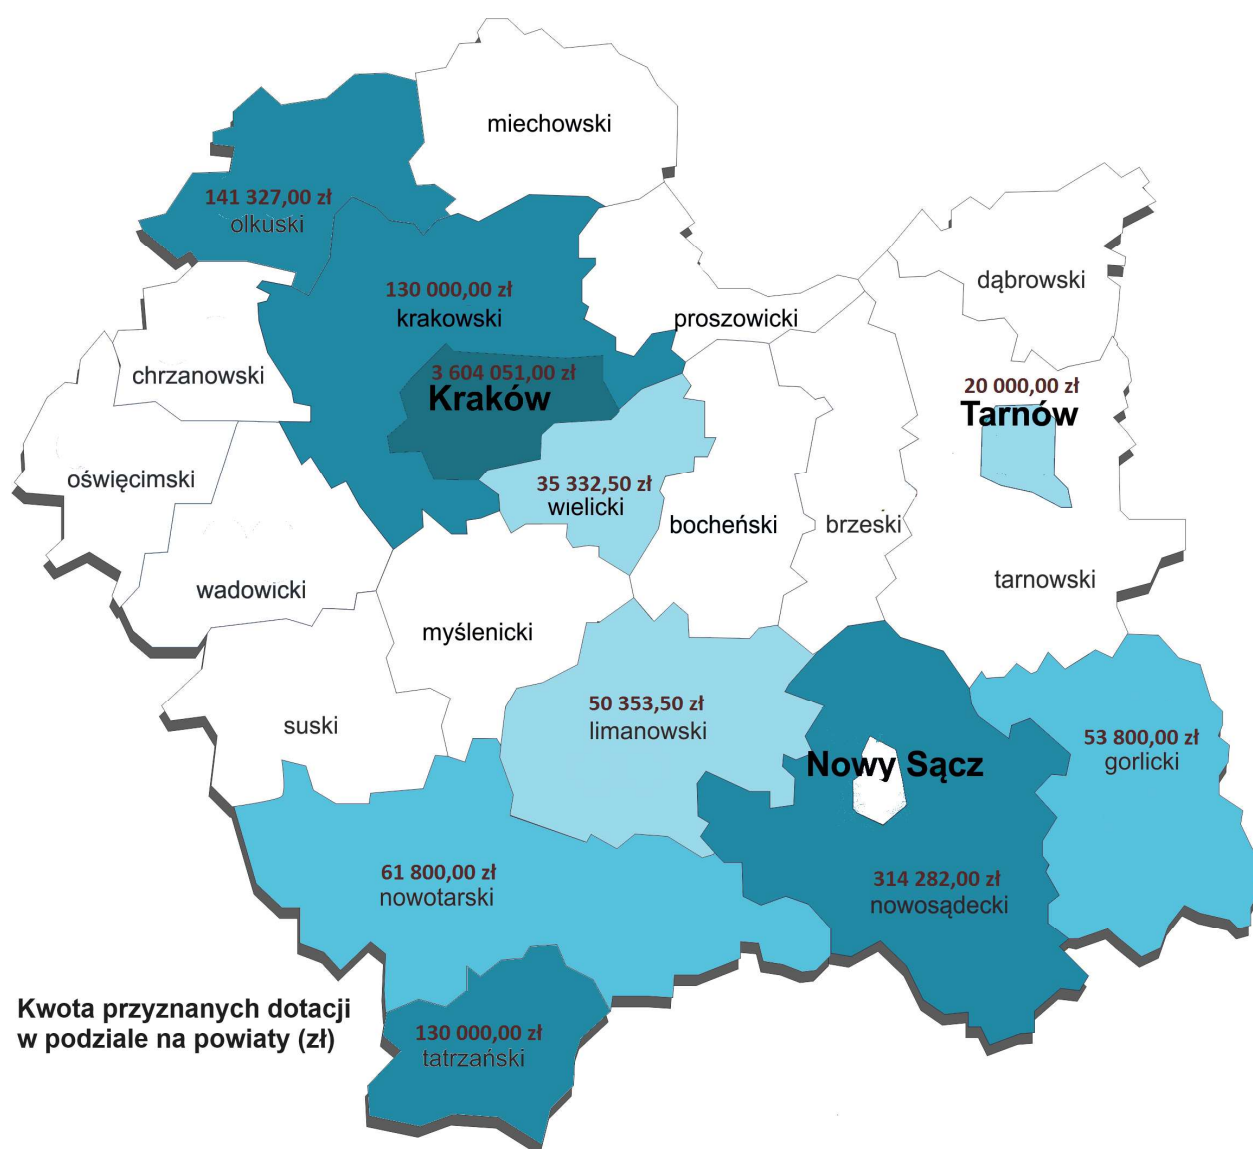 miechowski
141 327,00 zł
olkuski
130 000,00 zł
krakowski
proszowicki
dąbrowski
chrzanowski
3 604 051,00 zł
Kraków
20 000,00 zł
Tarnów
oświęcimski
35 332,50 zł
wielicki
bocheński
brzeski
tarnowski
wadowicki
myślenicki
suski
50 353,50 zł
limanowski
Nowy Sącz
53 800,00 zł
gorlicki
61 800,00 zł
nowotarski
314 282,00 zł
nowosądecki
Kwota przyznanych dotacji
w podziale na powiaty (zł)
130 000,00 zł
tatrzański